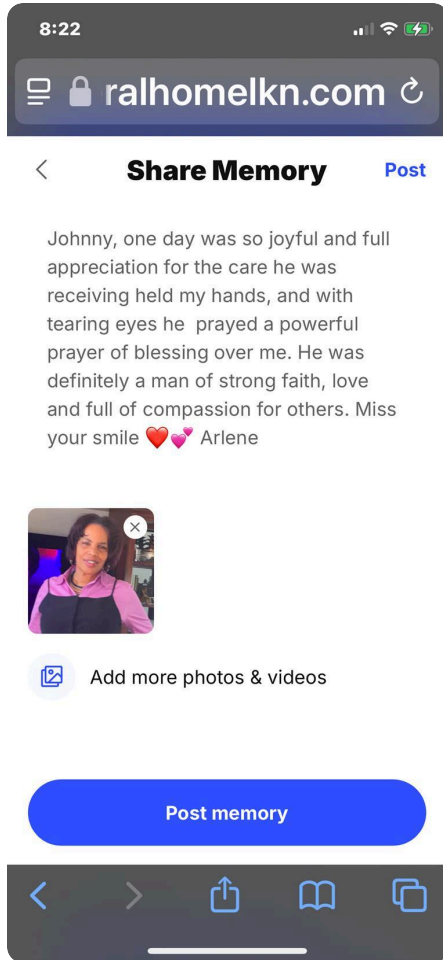 8:22
ralhomelkn.com
Share Memory
Post
Johnny, one day was so joyful and full
appreciation for the care he was
receiving held my hands, and with
tearing eyes he  prayed a powerful
prayer of blessing over me. He was
definitely a man of strong faith, love
and full of compassion for others. Miss
your smile ❤️💕 Arlene
Add more photos & videos
Post memory